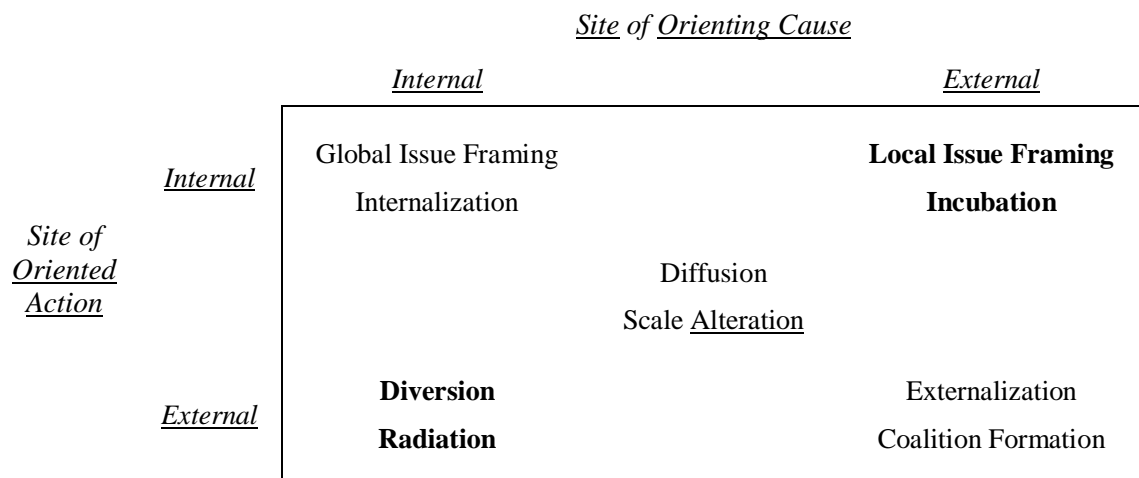 Site of Orienting Cause
Internal External
Internal
Global Issue Framing
Internalization
Local Issue Framing
Incubation
Site of
Oriented
Action
Diffusion
Scale Alteration
External
Diversion
Radiation
Externalization
Coalition Formation